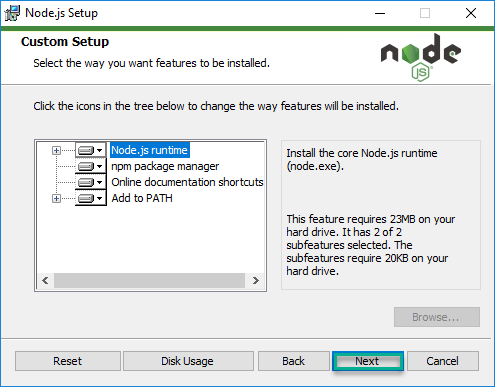 Node.js Setup
Custom Setup
Select the way you want features to be installed.
node
JS
Click the icons in the tree below to change the way features will be installed.
Node.js runtime
npm package manager
Online documentation shortcuts
Add to PATH
Install the core Node.js runtime
(node.exe).
This feature requires 23MB on your
hard drive. It has 2 of 2
subfeatures selected. The
subfeatures require 20KB on your
hard drive.
Browse...
Reset
Disk Usage
Back
Next
Cancel